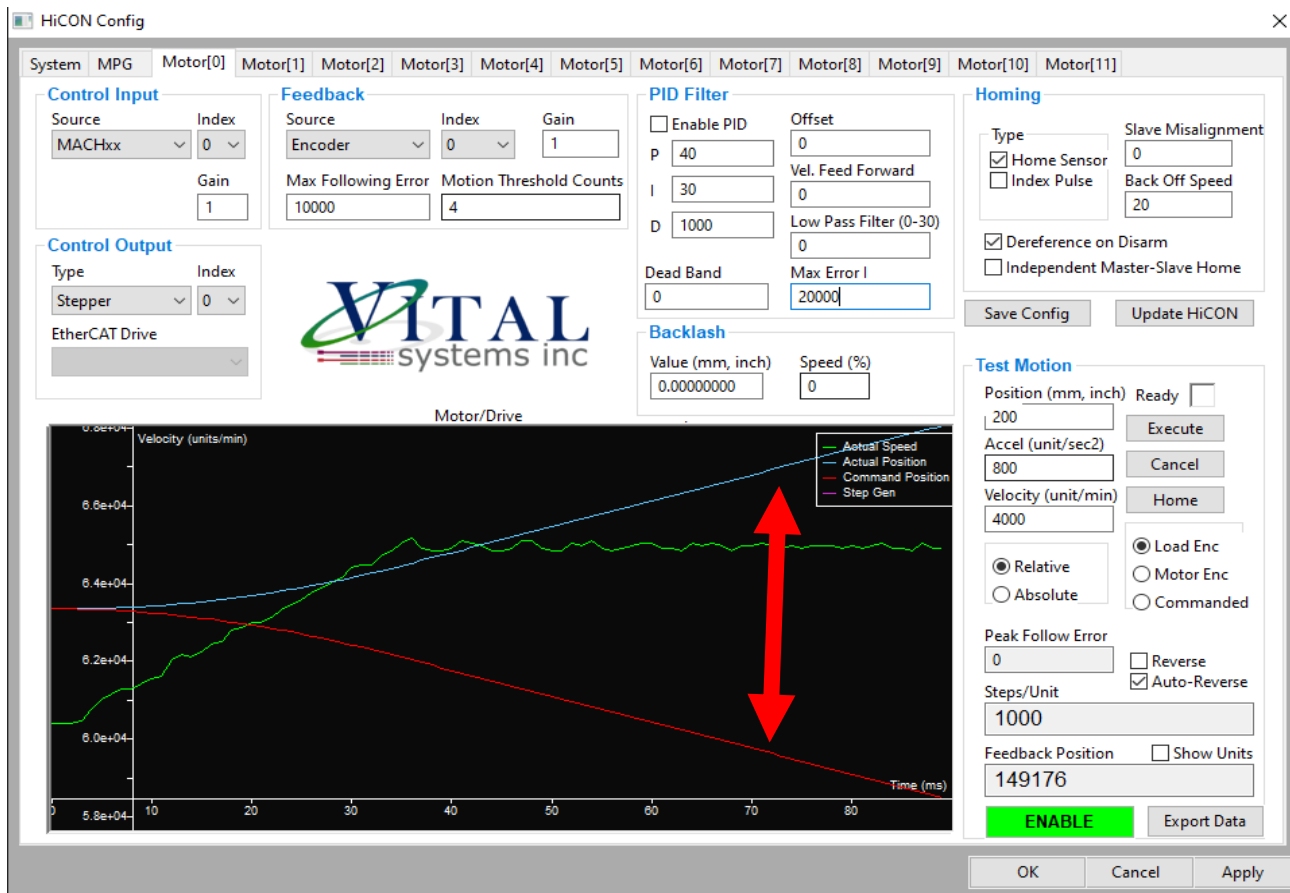 HiCON Config
System MPG Motor[0] Motor[1] Motor[2] Motor[3] Motor[4] Motor[5] Motor[6] Motor[7] Motor[8] Motor[9] Motor[10] Motor[11]
Control Input
Source Index
MACHxx 0
Gain
1
Feedback
Source Index Gain
Encoder 0 1
Max Following Error Motion Threshold Counts
10000 4
PID Filter
Enable PID Offset
P 40 0
Vel. Feed Forward
I 30 0
D 1000 Low Pass Filter (0-30)
0
Dead Band Max Error I
0 20000
Homing
Type Slave Misalignment
Home Sensor 0
Index Pulse Back Off Speed
20
Dereference on Disarm
Independent Master-Slave Home
Save Config Update HiCON
Control Output
Type Index
Stepper 0
EtherCAT Drive
VITAL
systems inc
Backlash
Value (mm, inch) Speed (%)
0.00000000 0
Motor/Drive
Velocity (units/min)
6.8e+04
6.6e+04
6.4e+04
6.2e+04
6.0e+04
5.8e+04
Actual Speed
Actual Position
Command Position
Step Gen
Time (ms)
0 10 20 30 40 50 60 70 80
Test Motion
Position (mm, inch) Ready
200 Execute
Accel (unit/sec2)
800 Cancel
Velocity (unit/min) Home
4000
Relative
Absolute
Load Enc
Motor Enc
Commanded
Peak Follow Error
0 Reverse
Auto-Reverse
Steps/Unit
1000
Feedback Position Show Units
149176
ENABLE Export Data
OK Cancel Apply